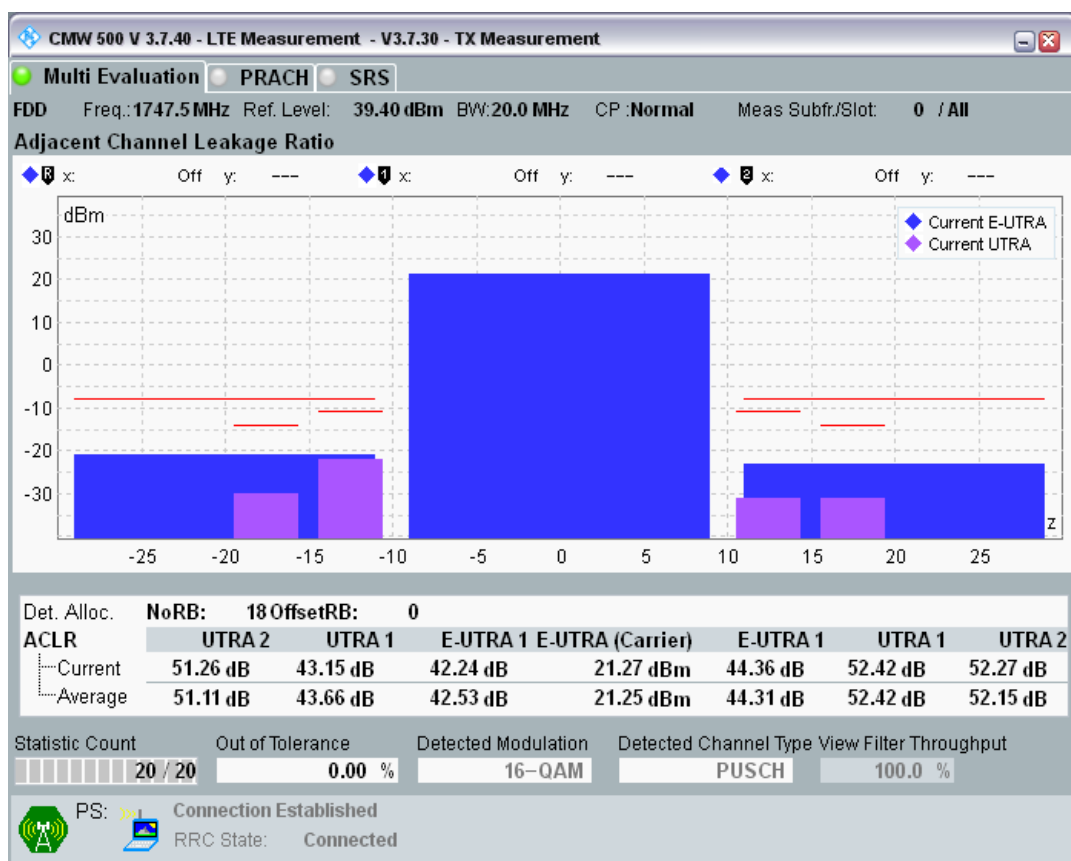 CMW 500 V 3.7.40 - LTE Measurement - V3.7.30 - TX Measurement
Multi Evaluation PRACH SRS
FDD Freq.: 1747.5 MHz Ref. Level: 39.40 dBm BW: 20.0 MHz CP : Normal Meas Subfr./Slot: 0 / All
Adjacent Channel Leakage Ratio
R x: Off y: --- 1 x: Off y: --- 2 x: Off y: ---
dBm
Current E-UTRA
Current UTRA
30
20
10
0
-10
-20
-30
z
-25 -20 -15 -10 -5 0 5 10 15 20 25
Det. Alloc. NoRB: 18 OffsetRB: 0
ACLR UTRA 2 UTRA 1 E-UTRA 1 E-UTRA (Carrier) E-UTRA 1 UTRA 1 UTRA 2
Current 51.26 dB 43.15 dB 42.24 dB 21.27 dBm 44.36 dB 52.42 dB 52.27 dB
Average 51.11 dB 43.66 dB 42.53 dB 21.25 dBm 44.31 dB 52.42 dB 52.15 dB
Statistic Count Out of Tolerance Detected Modulation Detected Channel Type View Filter Throughput
20 / 20 0.00 % 16-QAM PUSCH 100.0 %
PS: Connection Established
RRC State: Connected